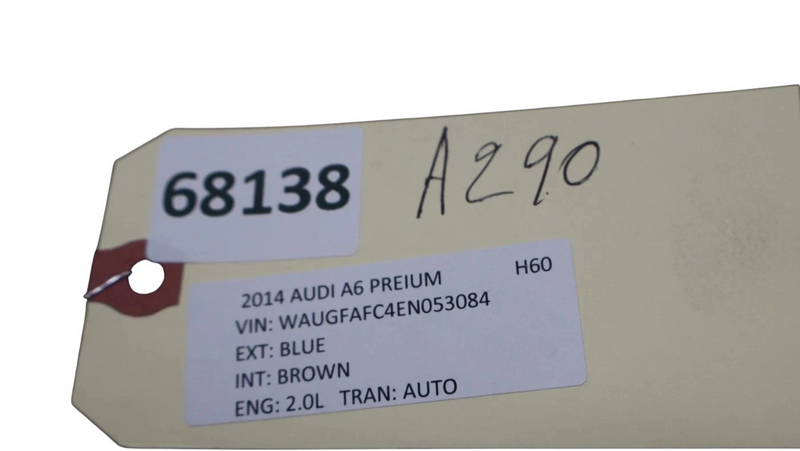 68138
A290
2014 AUDI A6 PREIUM H60
VIN: WAUGFAFC4EN053084
EXT: BLUE
INT: BROWN
ENG: 2.0L TRAN: AUTO